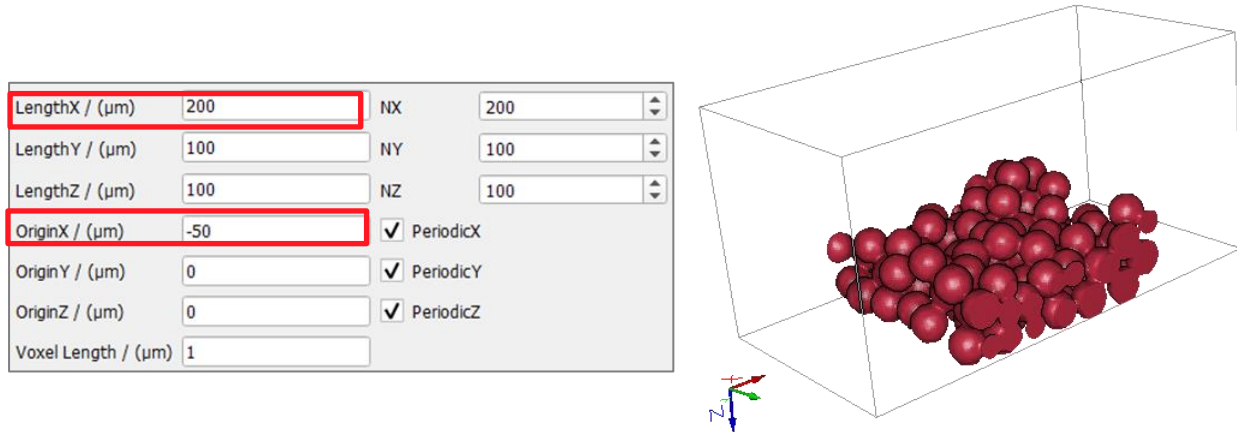 LengthX / (µm) 200 NX 200
LengthY / (µm) 100 NY 100
LengthZ / (µm) 100 NZ 100
OriginX / (µm) -50 PeriodicX
OriginY / (µm) 0 PeriodicY
OriginZ / (µm) 0 PeriodicZ
Voxel Length / (µm) 1
Z